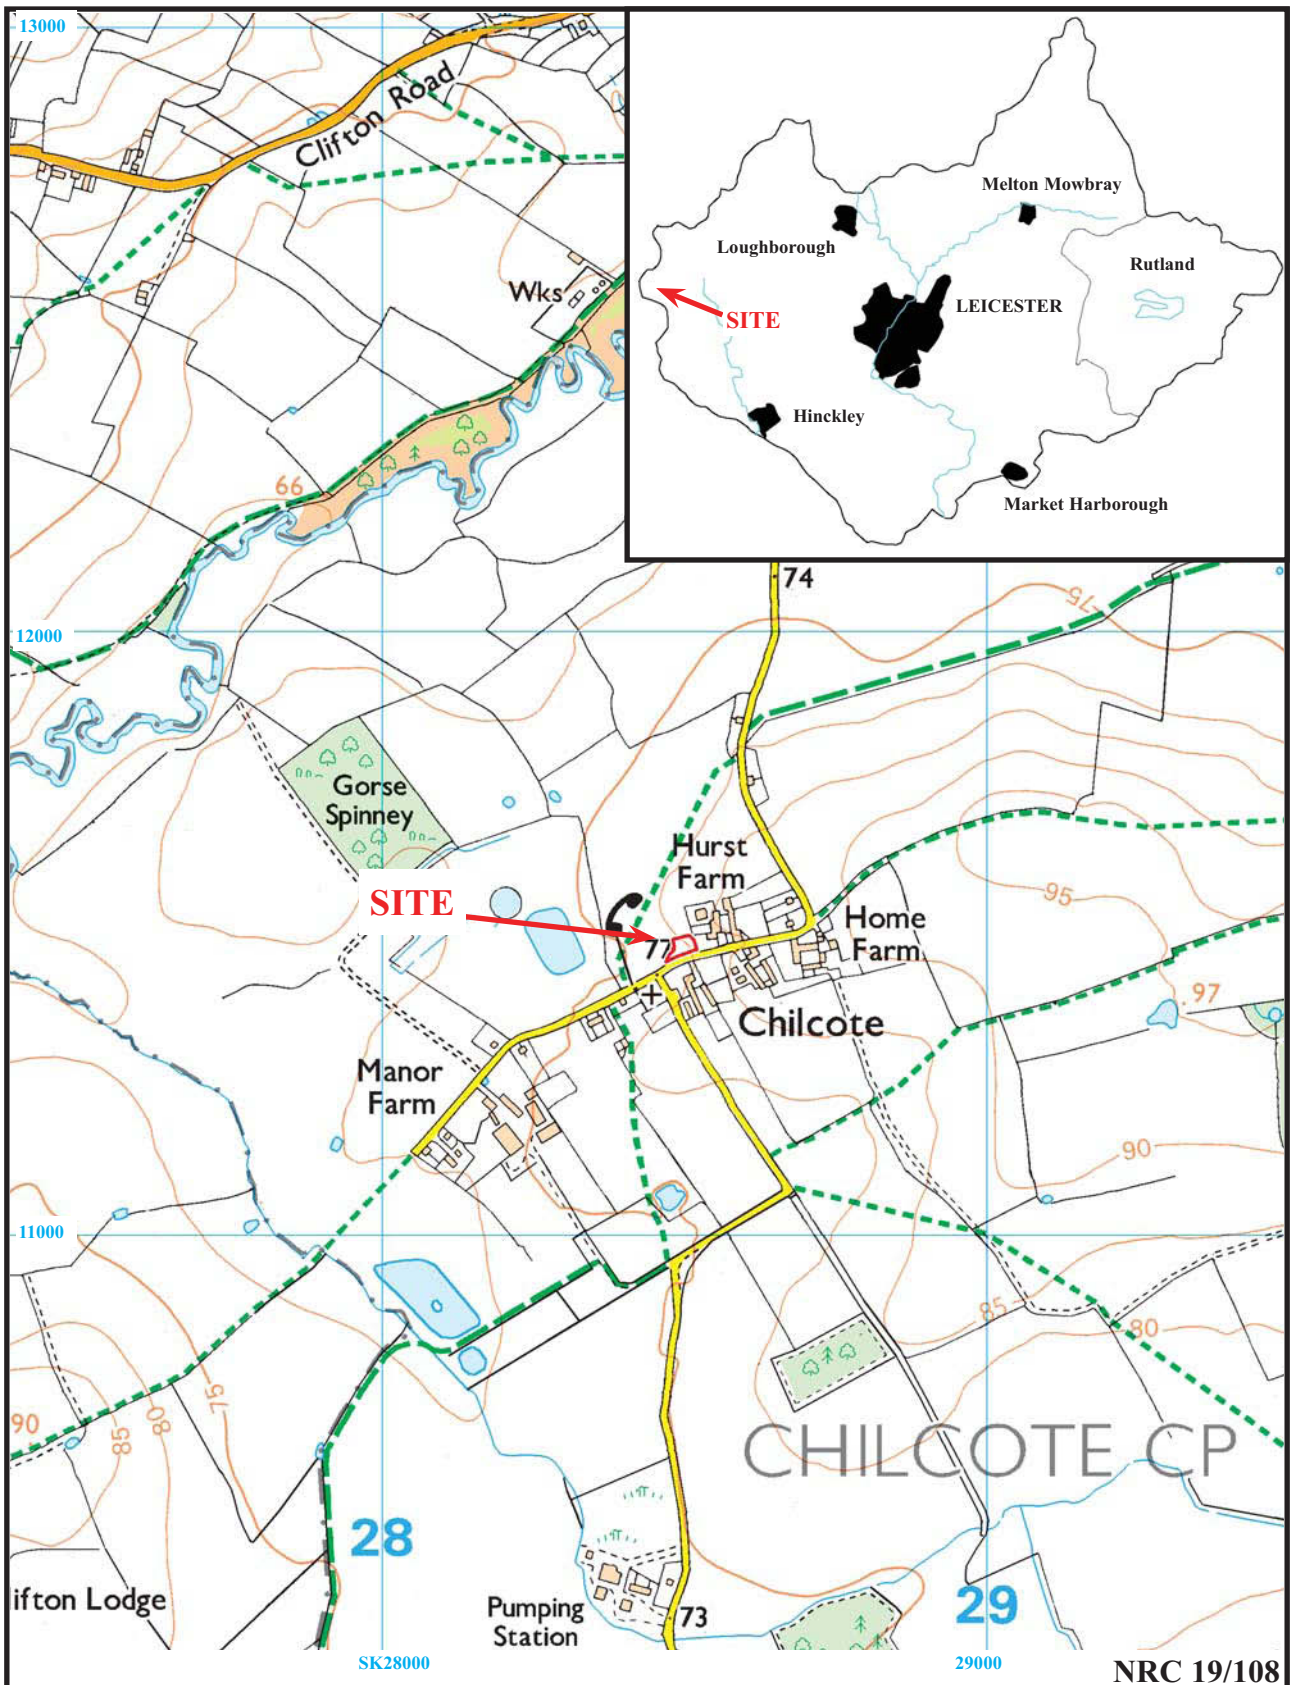 13000
Clifton Road
Melton Mowbray
Loughborough
Rutland
Wks
LEICESTER
SITE
Hinckley
66
Market Harborough
74
75
12000
Gorse
Spinney
Hurst
Farm
SITE
95
Home
Farm
77
97
Chilcote
Manor
Farm
90
11000
85
80
75
90
85
80
CHILCOTE CP
28
29
lifton Lodge
Pumping
Station
73
SK28000
29000
NRC 19/108